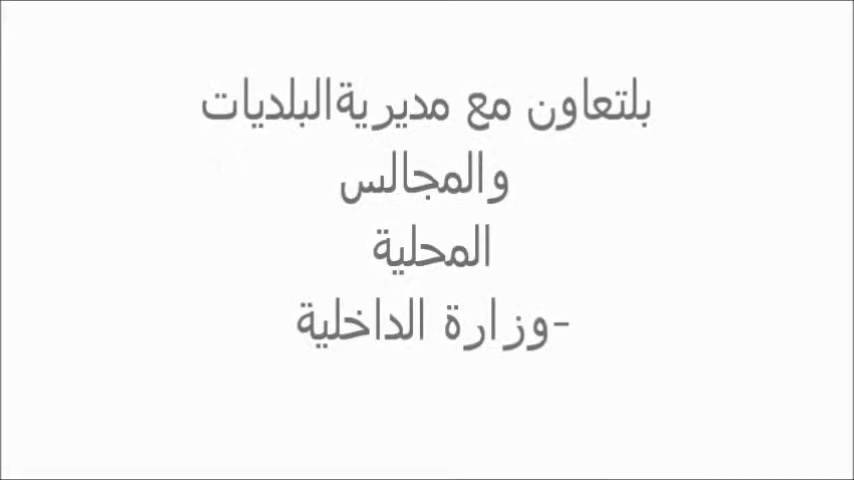 بلتعاون مع مديريةالبلديات
والمجالس
المحلية
-وزارة الداخلية